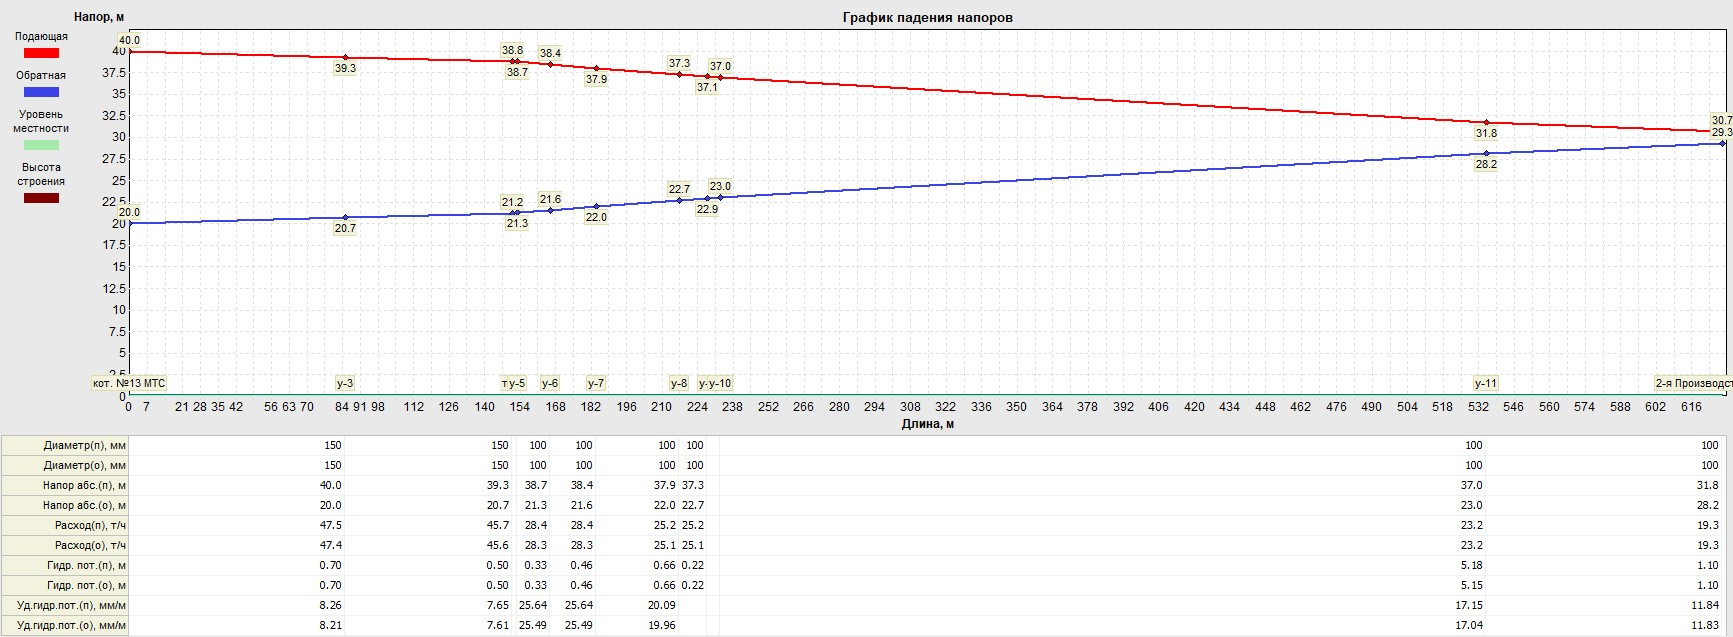 График падения напоров
Напор, м
Подающая
Обратная
Уровень
местности
Высота
строения
40
37.5
35
32.5
30
27.5
25
22.5
20
17.5
15
12.5
10
7.5
5
2.5
0
40.0
39.3
38.8
38.7
38.4
37.9
37.3
37.1
37.0
31.8
30.7
29.3
20.0
20.7
21.2
21.3
21.6
22.0
22.7
22.9
23.0
28.2
кот. №13 МТС у-3 у-5 у-6 у-7 у-8 у-10 у-11 2-я Производст
0 7 21 28 35 42 56 63 70 84 91 98 112 126 140 154 168 182 196 210 224 238 252 266 280 294 308 322 336 350 364 378 392 406 420 434 448 462 476 490 504 518 532 546 560 574 588 602 616
Длина, м
Диаметр(п), мм 150 150 100 100 100 100 100 100
Диаметр(о), мм 150 150 100 100 100 100 100 100
Напор абс.(п), м 40.0 39.3 38.7 38.4 37.9 37.3 37.0 31.8
Напор абс.(о), м 20.0 20.7 21.3 21.6 22.0 22.7 23.0 28.2
Расход(п), т/ч 47.5 45.7 28.4 28.4 25.2 25.2 23.2 19.3
Расход(о), т/ч 47.4 45.6 28.3 28.3 25.1 25.1 23.2 19.3
Гидр. пот.(п), м 0.70 0.50 0.33 0.46 0.66 0.22 5.18 1.10
Гидр. пот.(о), м 0.70 0.50 0.33 0.46 0.66 0.22 5.15 1.10
Уд.гидр.пот.(п), мм/м 8.26 7.65 25.64 25.64 20.09 17.15 11.84
Уд.гидр.пот.(о), мм/м 8.21 7.61 25.49 25.49 19.96 17.04 11.83